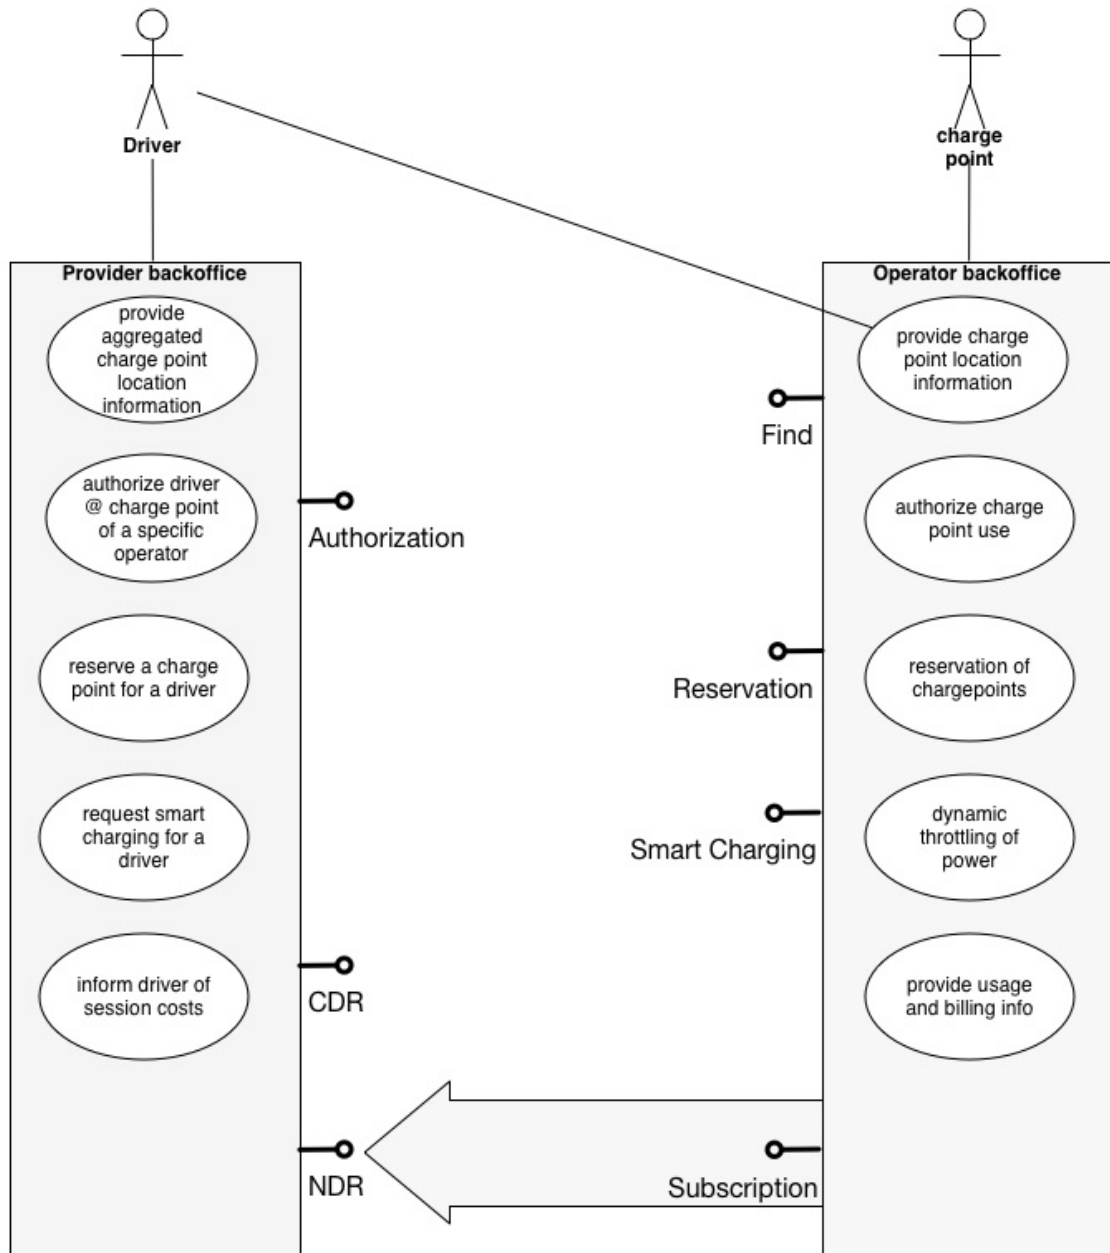 Driver
charge
point
Provider backoffice
provide
aggregated
charge point
location
information
authorize driver
@ charge point
of a specific
operator
reserve a charge
point for a driver
request smart
charging for a
driver
inform driver of
session costs
Authorization
CDR
NDR
Find
Reservation
Smart Charging
Subscription
Operator backoffice
provide charge
point location
information
authorize charge
point use
reservation of
chargepoints
dynamic
throttling of
power
provide usage
and billing info